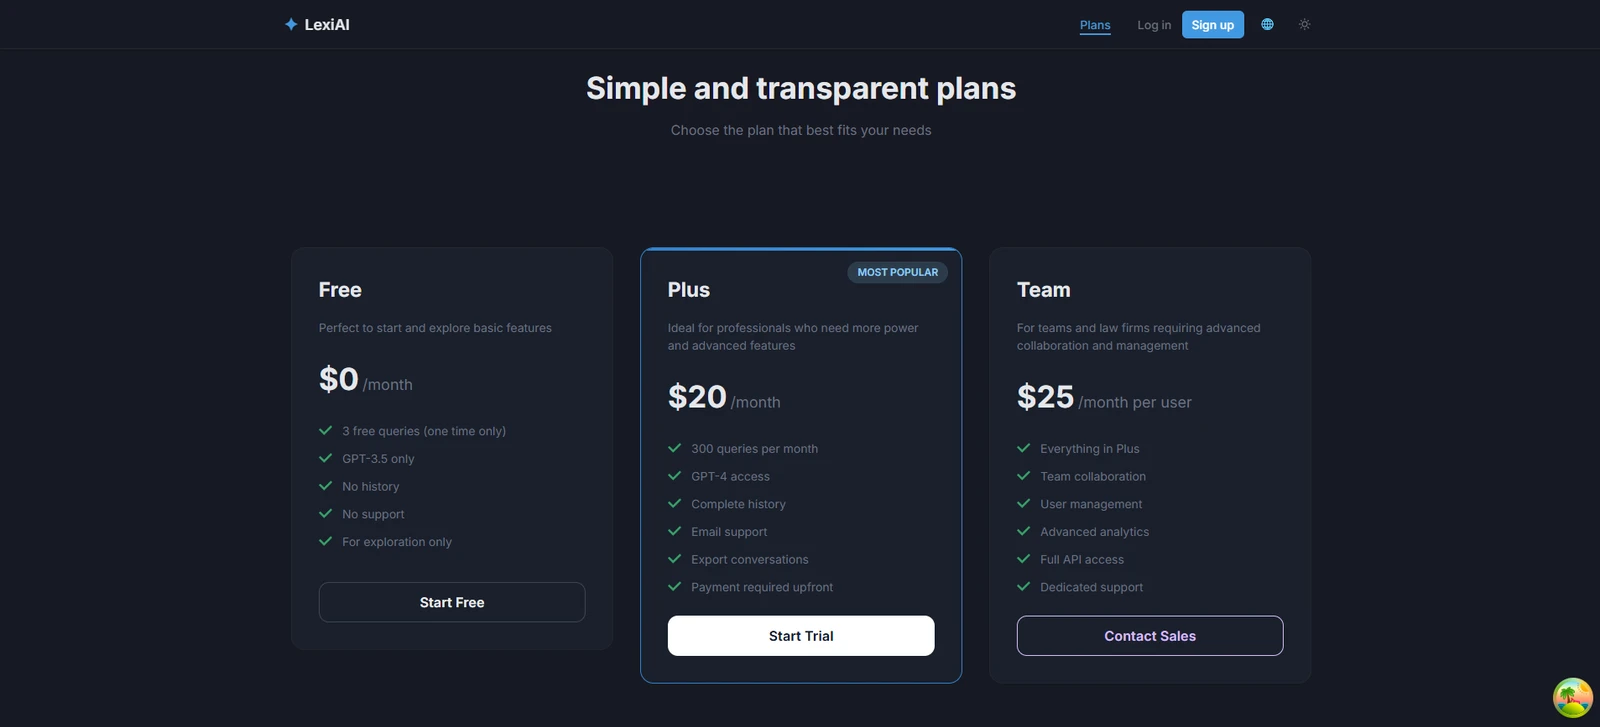 LexiAI
Plans
Log in
Sign up
Simple and transparent plans
Choose the plan that best fits your needs
Free
Perfect to start and explore basic features
$0 /month
3 free queries (one time only)
GPT-3.5 only
No history
No support
For exploration only
Start Free
MOST POPULAR
Plus
Ideal for professionals who need more power
and advanced features
$20 /month
300 queries per month
GPT-4 access
Complete history
Email support
Export conversations
Payment required upfront
Start Trial
Team
For teams and law firms requiring advanced
collaboration and management
$25 /month per user
Everything in Plus
Team collaboration
User management
Advanced analytics
Full API access
Dedicated support
Contact Sales